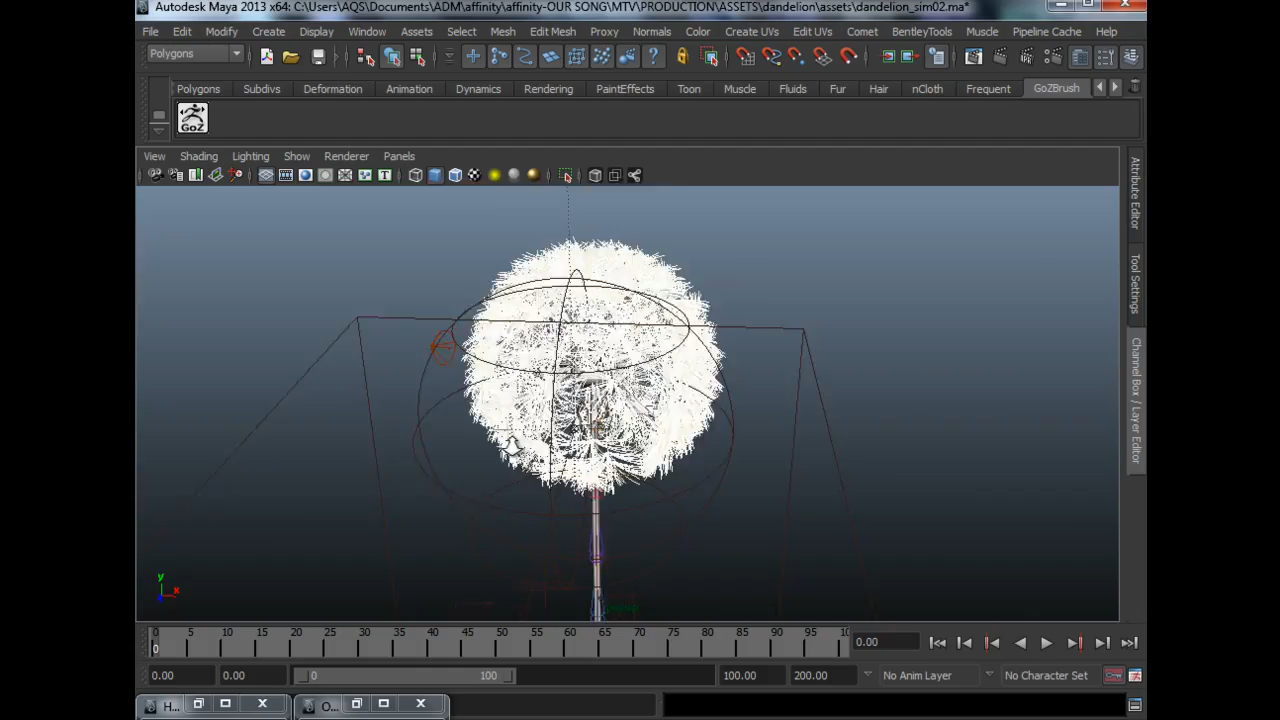 Autodesk Maya 2013 x64: C:\Users\AQS\Documents\ADM\affinity\affinity-OUR SONG\MTV\PRODUCTION\ASSETS\dandelion\assets\dandelion_sim02.ma*
File Edit Modify Create Display Window Assets Select Mesh Edit Mesh Proxy Normals Color Create UVs Edit UVs Comet BentleyTools Muscle Pipeline Cache Help
Polygons
Polygons Subdivs Deformation Animation Dynamics Rendering PaintEffects Toon Muscle Fluids Fur Hair nCloth Frequent GoZBrush
GoZ
View Shading Lighting Show Renderer Panels
Attribute Editor
Tool Settings
Channel Box / Layer Editor
y
x
0 5 10 15 20 25 30 35 40 45 50 55 60 65 70 75 80 85 90 95 10
0
0.00
0.00 0.00 0 100 100.00 200.00 No Anim Layer No Character Set
H... O...